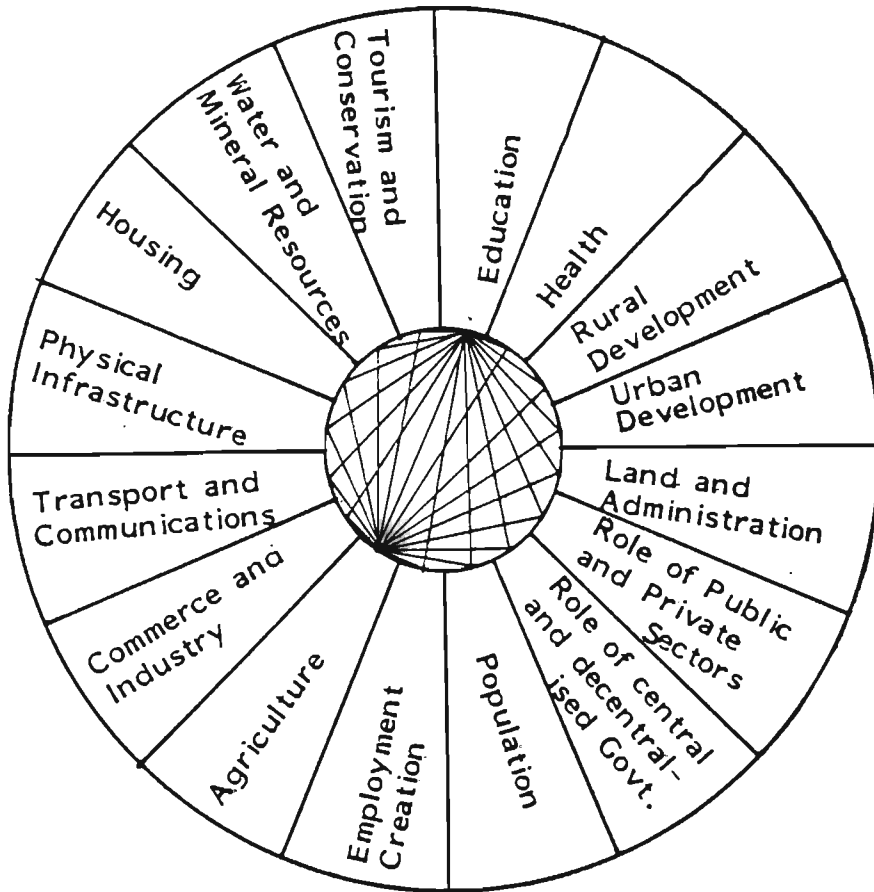 Education
Health
Rural
Development
Urban
Development
Land and
Administration
Role of Public
and Private
Sectors
Role of central
and decentral-
ised Govt.
Population
Employment
Creation
Agriculture
Commerce and
Industry
Transport and
Communications
Physical
Infrastructure
Housing
Water and
Mineral Resources
Tourism and
Conservation